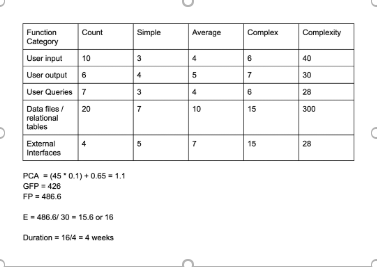 Function Category Count Simple Average Complex Complexity
User input 10 3 4 6 40
User output 6 4 5 7 30
User Queries 7 3 4 6 28
Data files / relational tables 20 7 10 15 300
External Interfaces 4 5 7 15 28
PCA = (45 * 0.1) + 0.65 = 1.1
GFP = 426
FP = 486.6
E = 486.6/ 30 = 15.6 or 16
Duration = 16/4 = 4 weeks